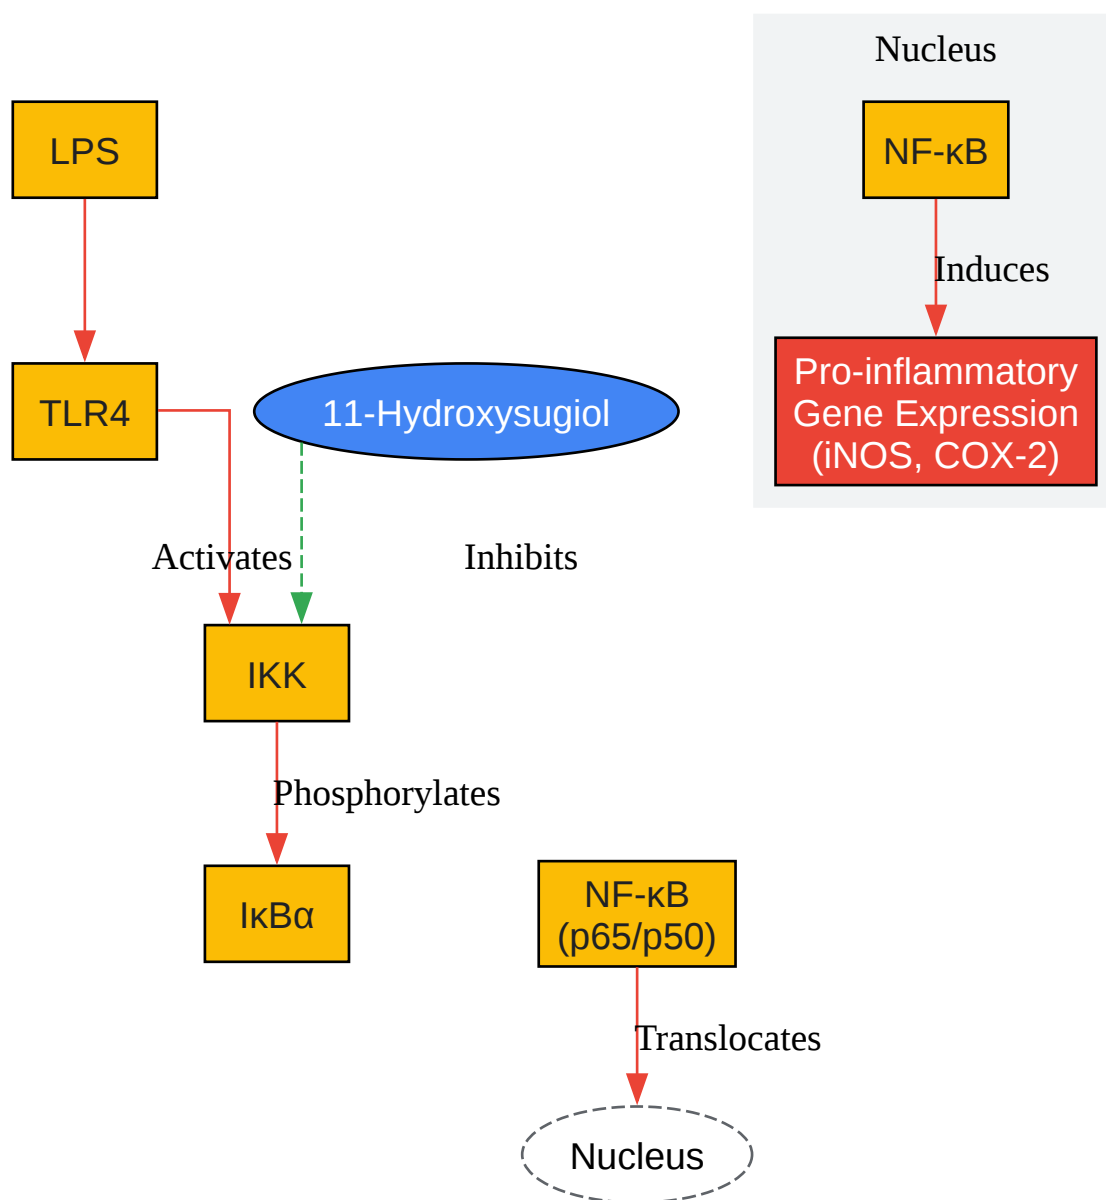 Nucleus
LPS
NF-κB
Induces
TLR4
11-Hydroxysugiol
Pro-inflammatory
Gene Expression
(iNOS, COX-2)
Activates
Inhibits
IKK
Phosphorylates
IκBα
NF-κB
(p65/p50)
Translocates
Nucleus